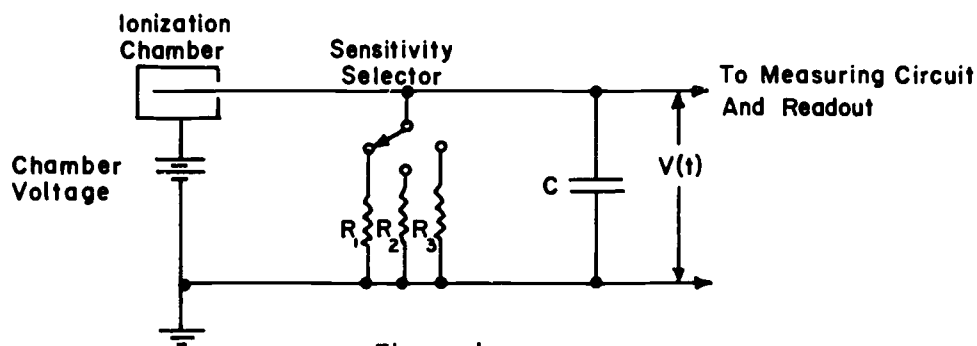 Ionization
Chamber
Sensitivity
Selector
To Measuring Circuit
And Readout
Chamber
Voltage
R1
R2
R3
C
V(t)